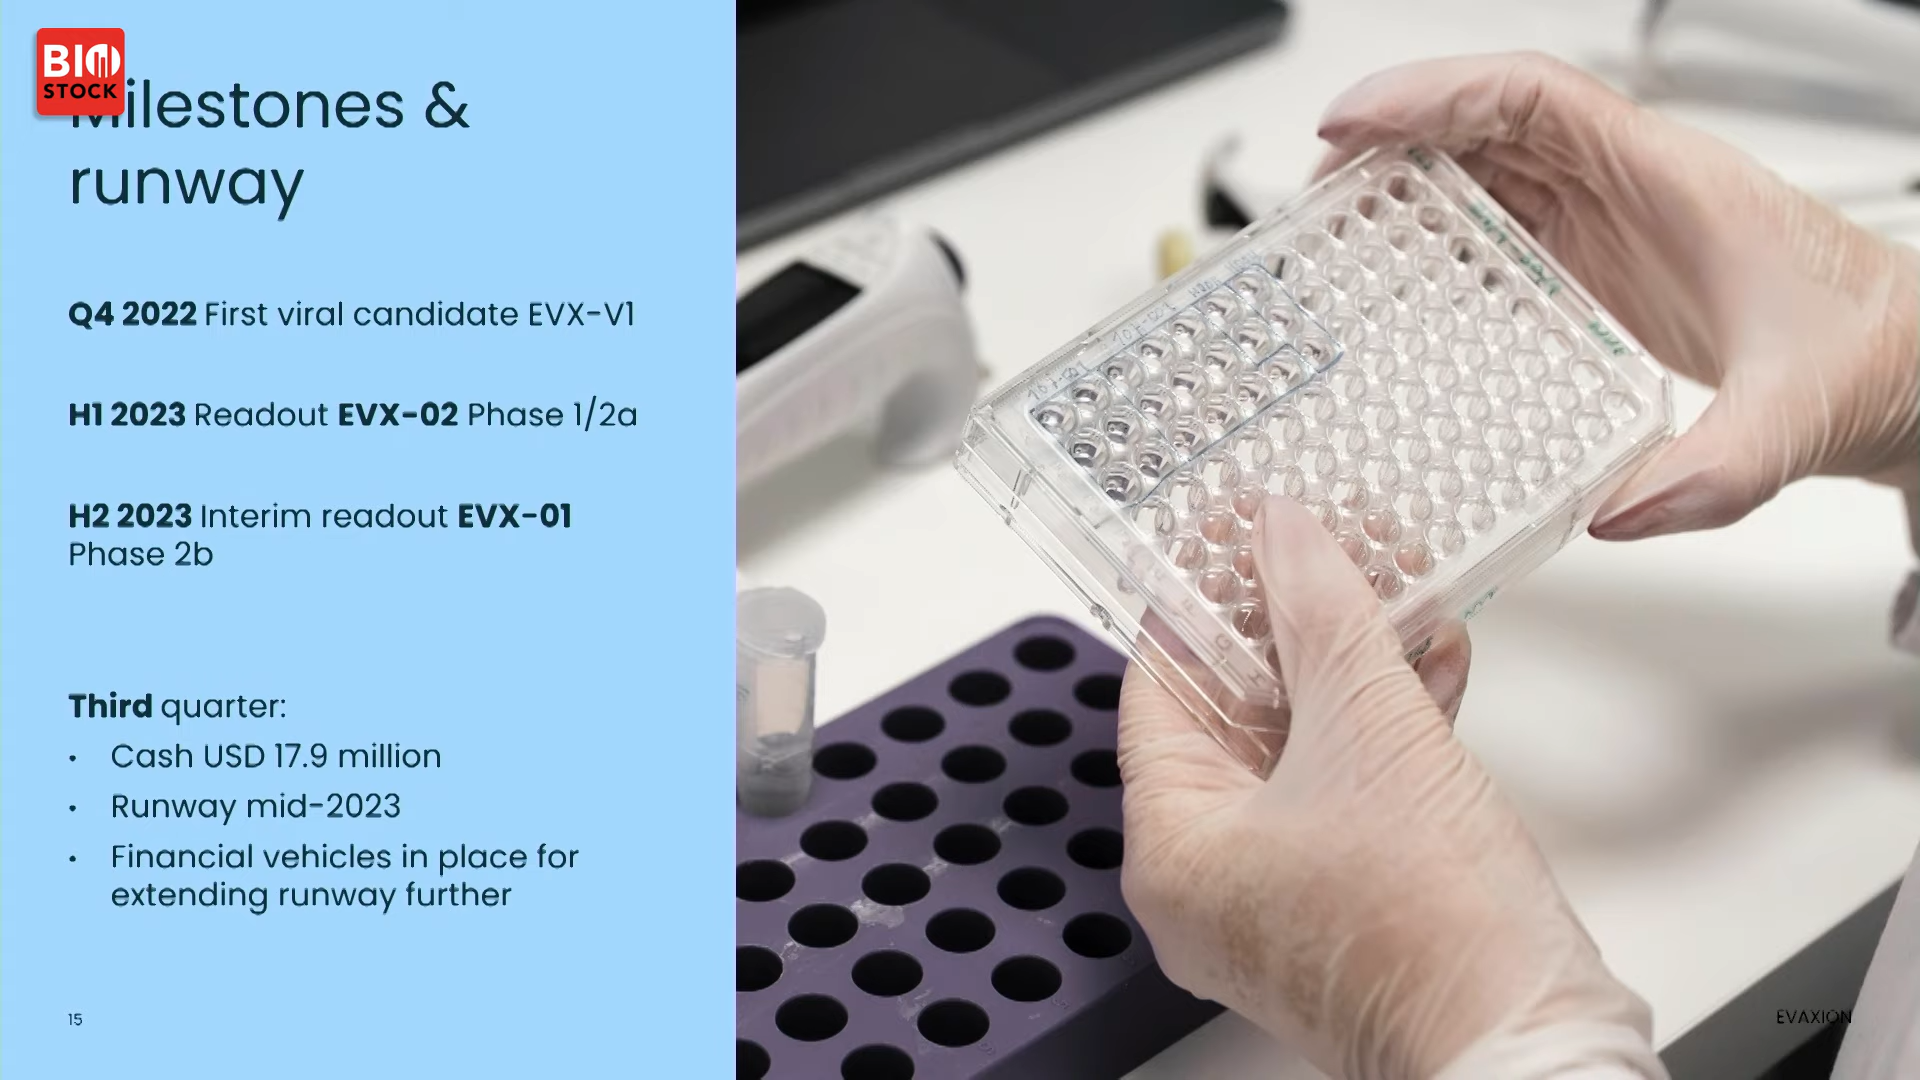 BIO
STOCK
Milestones &
runway
Q4 2022 First viral candidate EVX-V1
H1 2023 Readout EVX-02 Phase 1/2a
H2 2023 Interim readout EVX-01
Phase 2b
Third quarter:
• Cash USD 17.9 million
• Runway mid-2023
• Financial vehicles in place for
extending runway further
15
EVAXION